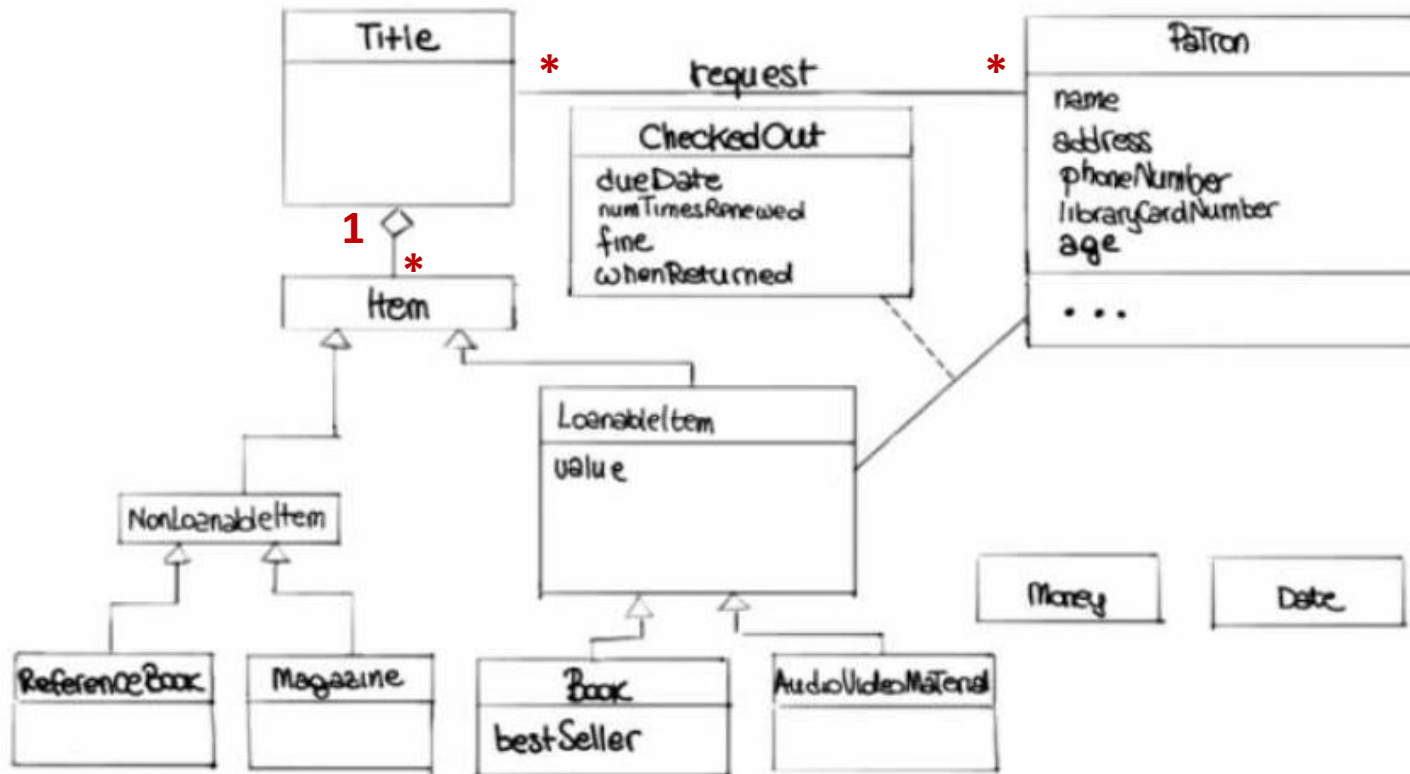 Title
*
request
*
Patron
name
address
phoneNumber
libraryCardNumber
age
...
CheckedOut
dueDate
numTimesRenewed
fine
whenReturned
1
*
Item
LoanableItem
value
NonLoanableItem
ReferenceBook
Magazine
Book
bestSeller
AudioVideoMaterial
Money
Date